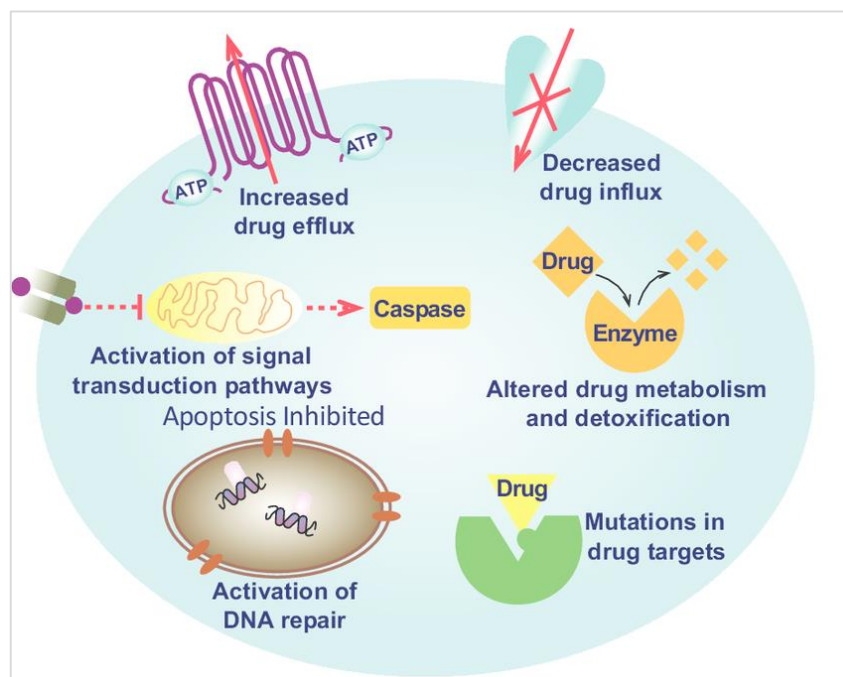 ATP
ATP
Increased
drug efflux
Decreased
drug influx
Drug
Enzyme
Altered drug metabolism
and detoxification
Caspase
Activation of signal
transduction pathways
Apoptosis Inhibited
Activation of
DNA repair
Drug
Mutations in
drug targets